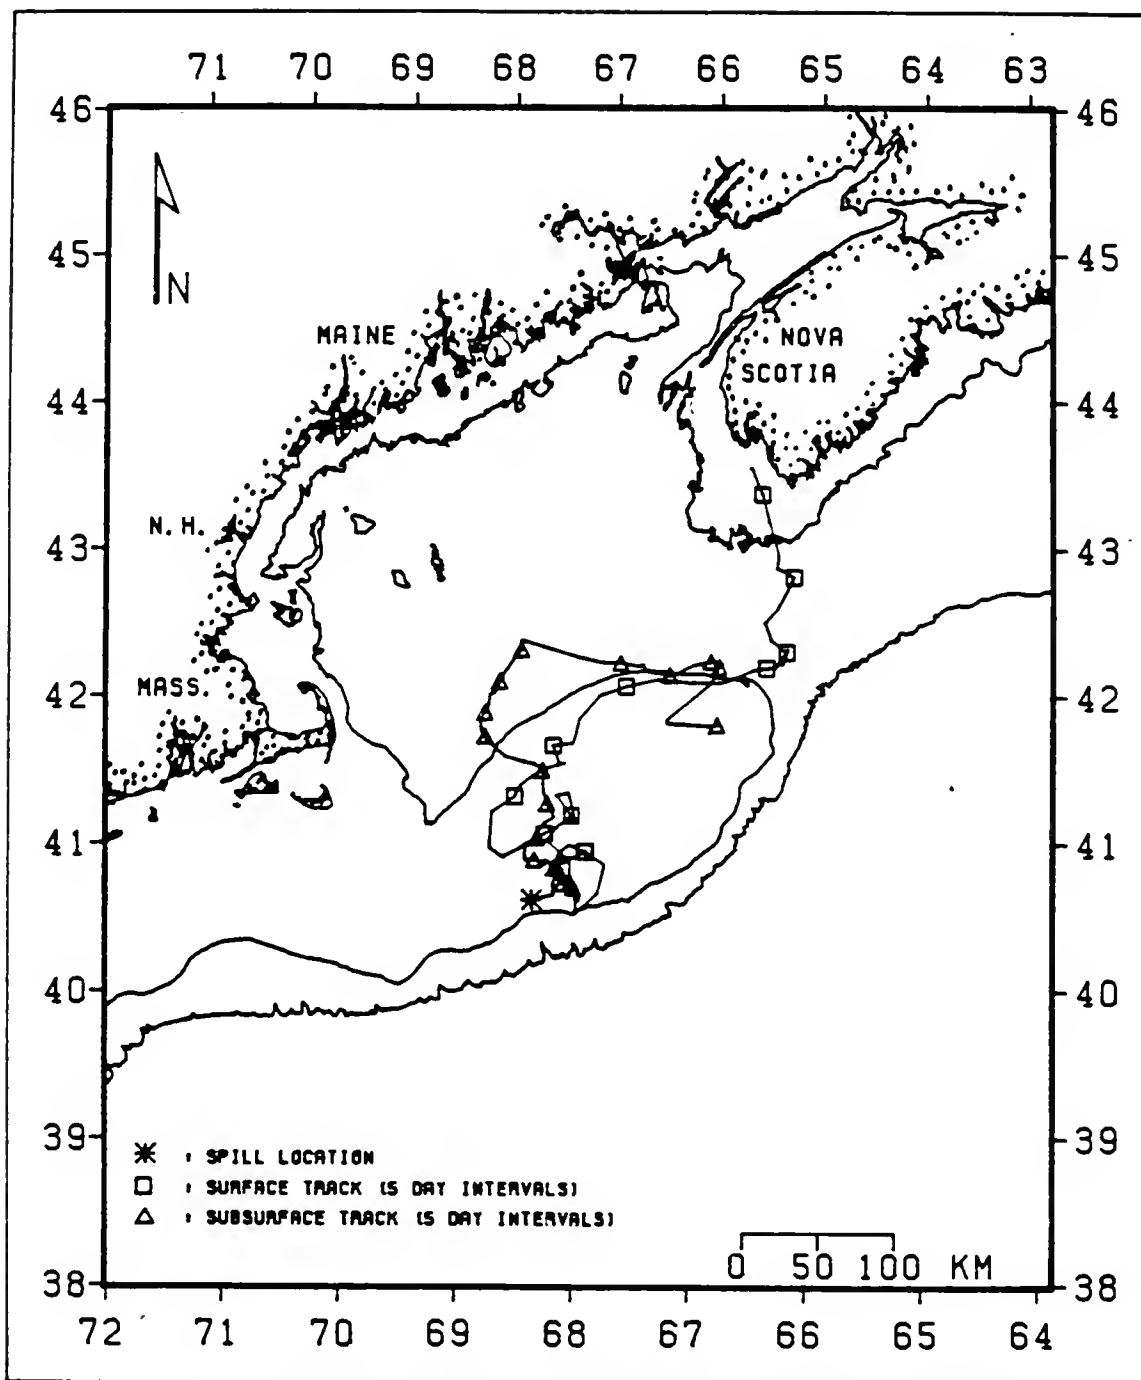 71 70 69 68 67 66 65 64 63
46 46
45 45
N
MAINE
NOVA
SCOTIA
44 44
N.H.
43 43
MASS.
42 42
41 41
40 40
39 39
✳ : SPILL LOCATION
□ : SURFACE TRACK (5 DAY INTERVALS)
△ : SUBSURFACE TRACK (5 DAY INTERVALS)
0 50 100 KM
38 38
72 71 70 69 68 67 66 65 64